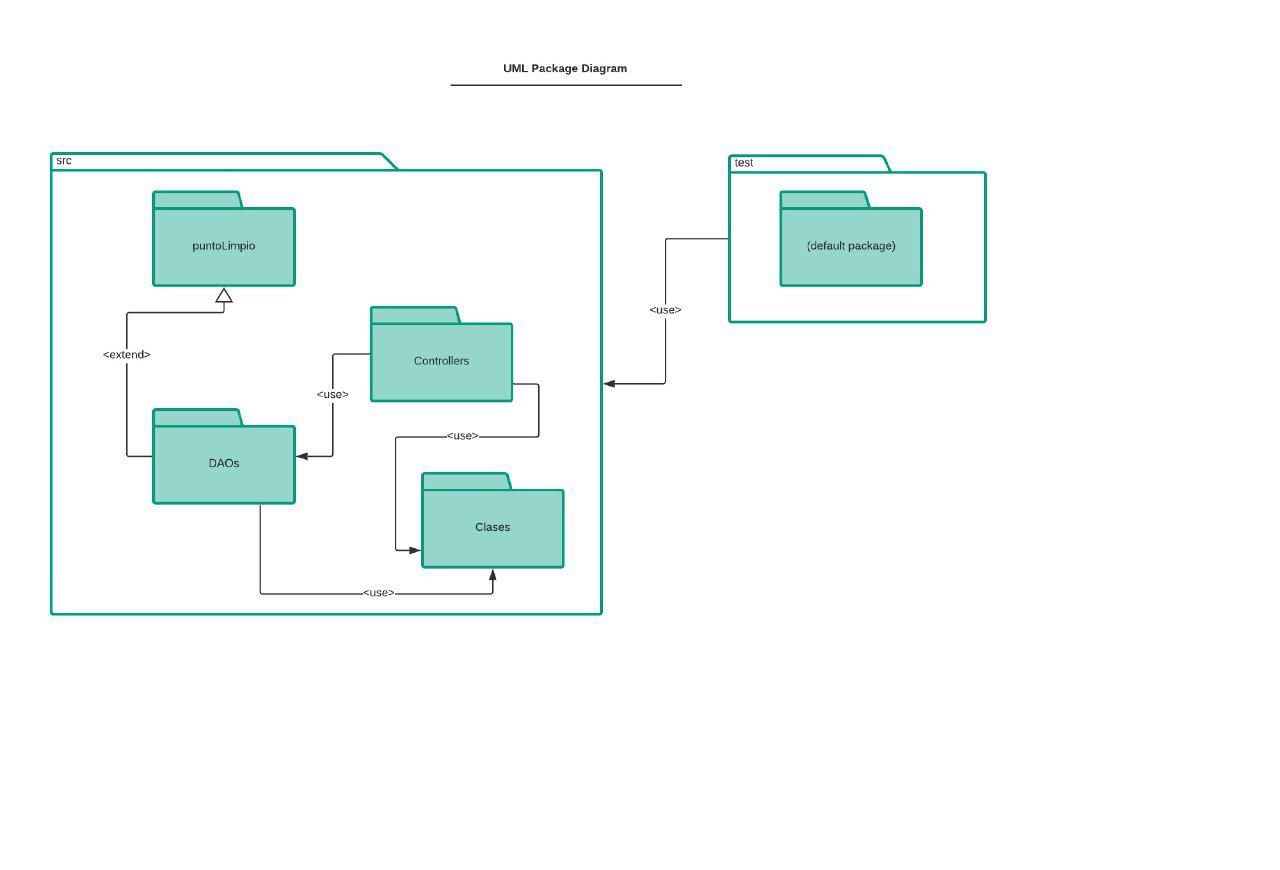 UML Package Diagram
src
test
puntoLimpio
(default package)
<use>
<extend>
Controllers
<use>
<use>
DAOs
Clases
<use>